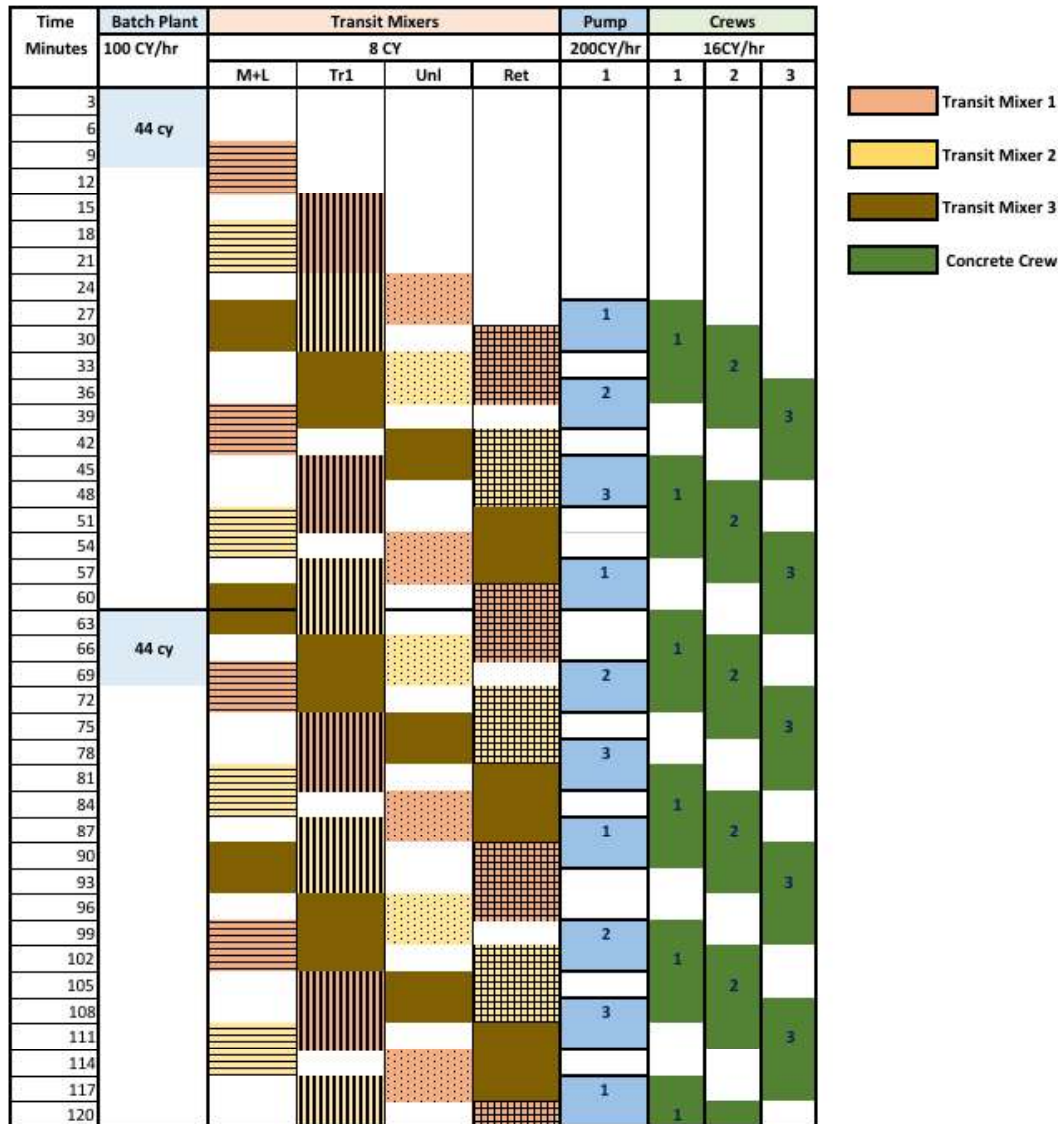 Time Batch Plant Transit Mixers Pump Crews
Minutes 100 CY/hr 8 CY 200CY/hr 16CY/hr
M+L Tr1 Unl Ret 1 1 2 3
3 Transit Mixer 1
6 44 cy
9 Transit Mixer 2
12
15 Transit Mixer 3
18
21 Concrete Crew
24
27 1
30 1
33 2
36 2
39 3
42
45
48 3 1
51 2
54
57 1 3
60
63
66 44 cy 1
69 2 2
72
75 3
78 3
81
84 1
87 1 2
90
93 3
96
99 2
102 1
105 2
108 3
111 3
114
117 1
120 1